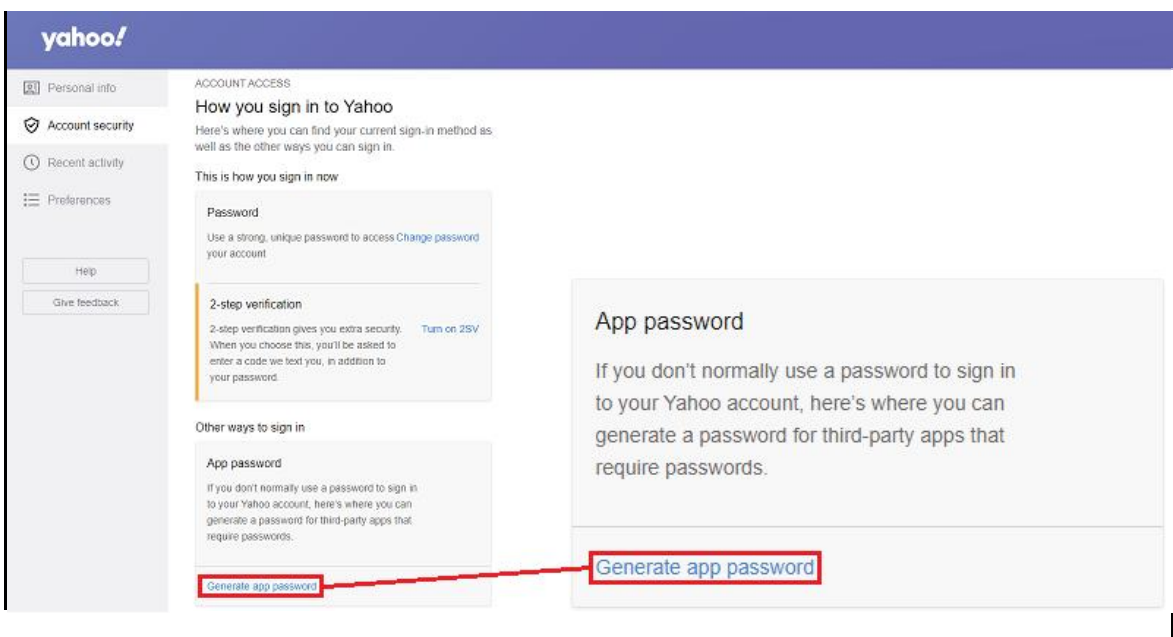 yahoo!
Personal info
Account security
Recent activity
Preferences
Help
Give feedback
ACCOUNT ACCESS
How you sign in to Yahoo
Here's where you can find your current sign-in method as
well as the other ways you can sign in.
This is how you sign in now
Password
Use a strong, unique password to access Change password
your account
2-step verification
2-step verification gives you extra security. Turn on 2SV
When you choose this, you'll be asked to
enter a code we text you, in addition to
your password.
Other ways to sign in
App password
If you don't normally use a password to sign in
to your Yahoo account, here's where you can
generate a password for third-party apps that
require passwords.
Generate app password
App password
If you don't normally use a password to sign in
to your Yahoo account, here's where you can
generate a password for third-party apps that
require passwords.
Generate app password